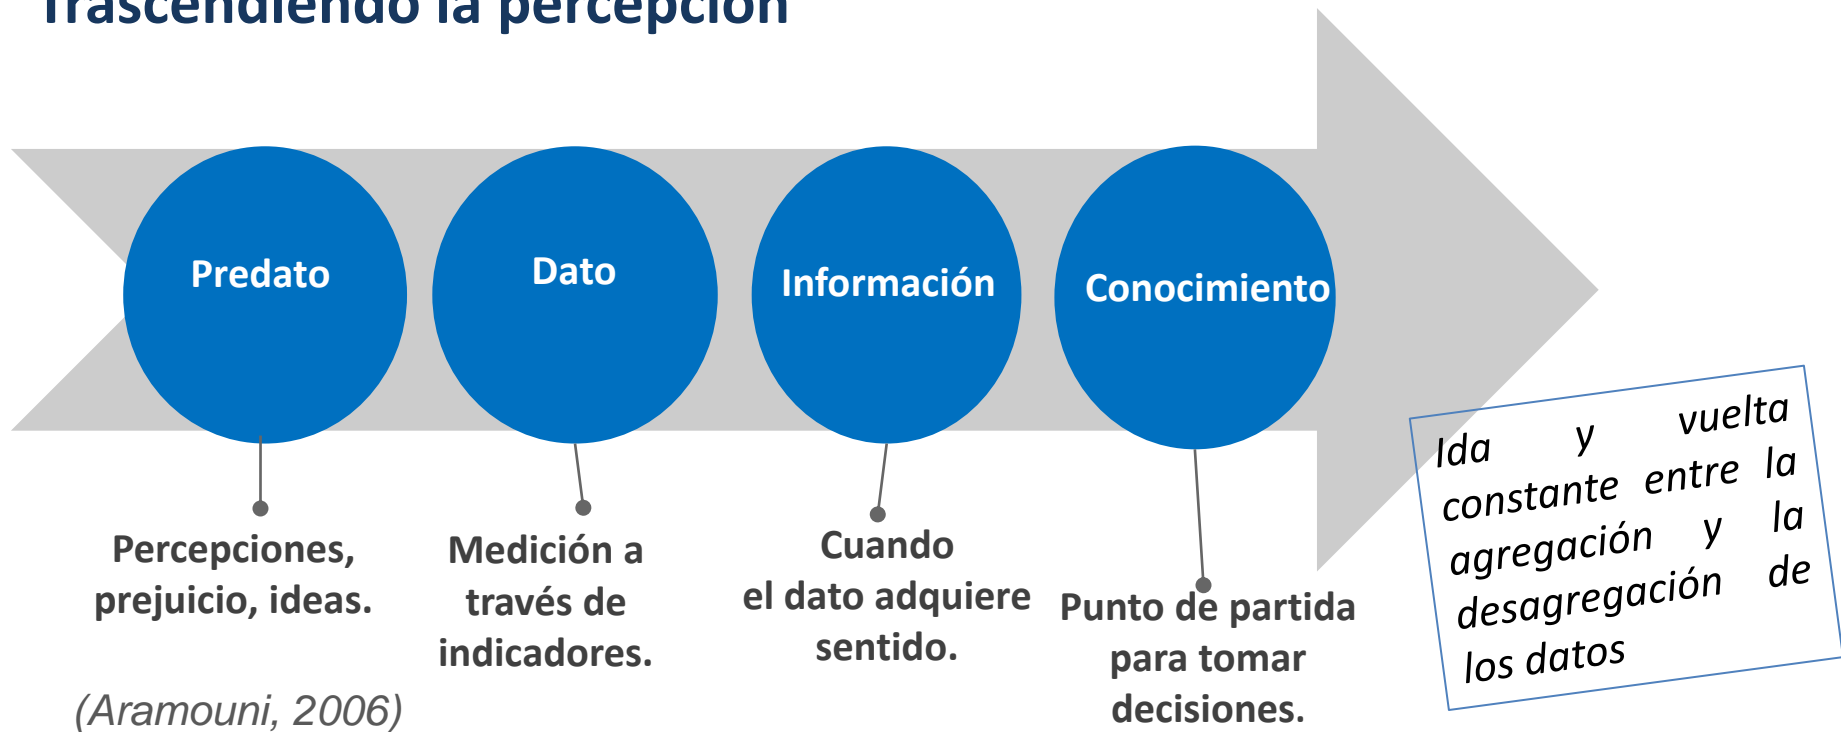 Trascendiendo la percepción
Predato
Dato
Información
Conocimiento
Percepciones,
prejuicio, ideas.
Medición a
través de
indicadores.
Cuando
el dato adquiere
sentido.
Punto de partida
para tomar
decisiones.
Ida y vuelta
constante entre la
agregación y la
desagregación de
los datos
(Aramouni, 2006)